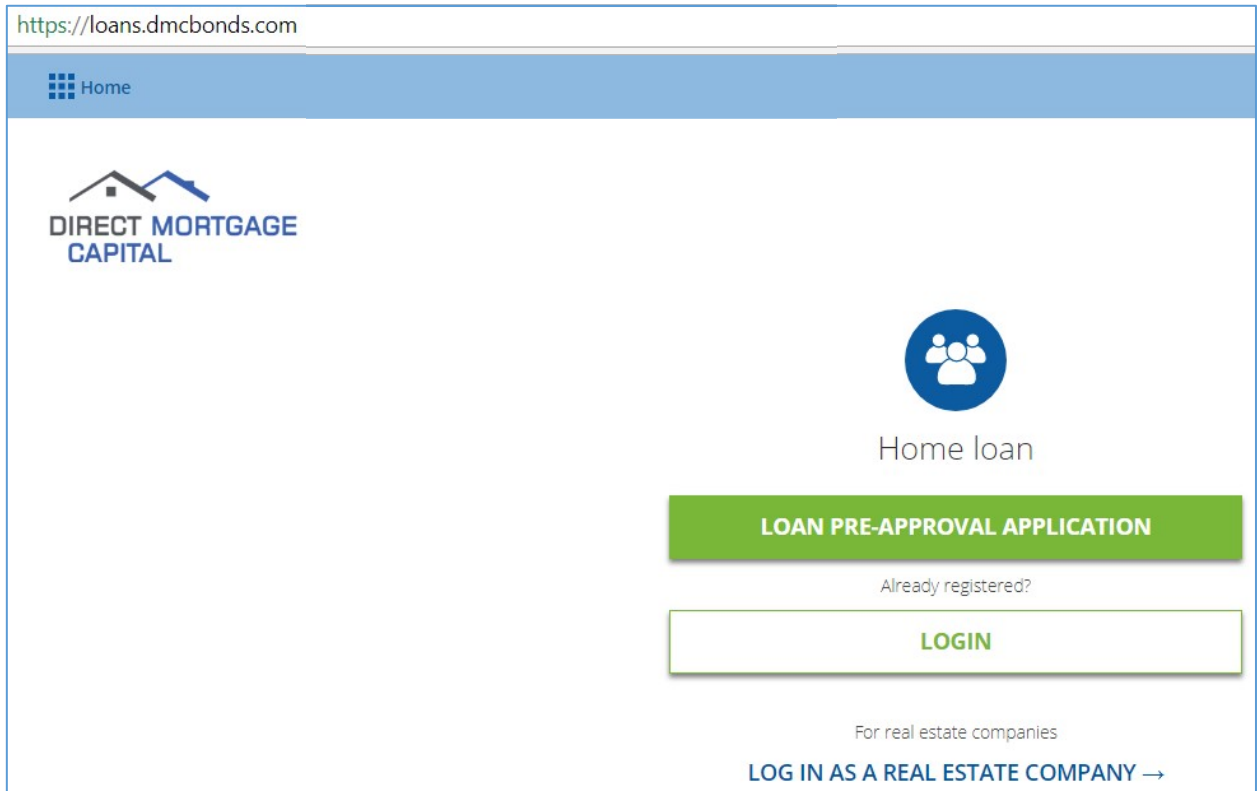 https://loans.dmcbonds.com
Home
DIRECT MORTGAGE
CAPITAL
Home loan
LOAN PRE-APPROVAL APPLICATION
Already registered?
LOGIN
For real estate companies
LOG IN AS A REAL ESTATE COMPANY →